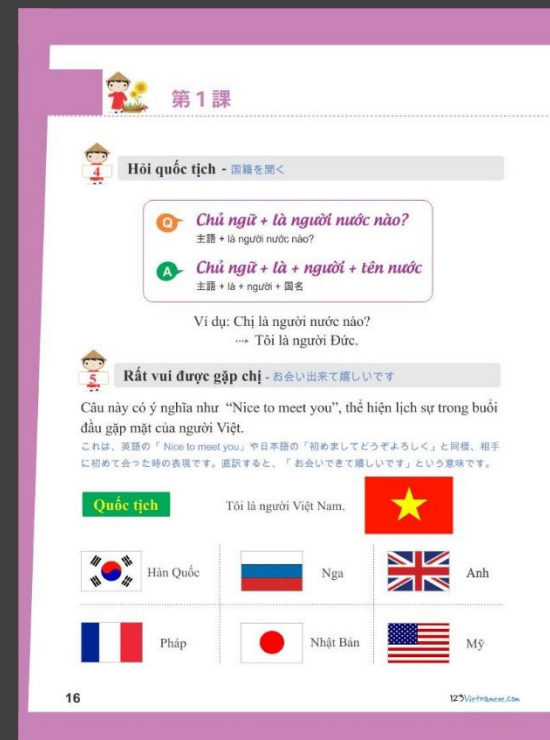 第1課
4
Hỏi quốc tịch - 国籍を聞く
Q
Chủ ngữ + là người nước nào?
主語 + là người nước nào?
A
Chủ ngữ + là + người + tên nước
主語 + là + người + 国名
Ví dụ: Chị là người nước nào?
Tôi là người Đức.
5
Rất vui được gặp chị - お会い出来て嬉しいです
Câu này có ý nghĩa như “Nice to meet you”, thể hiện lịch sự trong buổi
đầu gặp mặt của người Việt.
これは、英語の「 Nice to meet you」や日本語の「初めましてどうぞよろしく」と同様、相手
に初めて会った時の表現です。直訳すると、「 お会いできて嬉しいです」という意味です。
Quốc tịch
Tôi là người Việt Nam.
Hàn Quốc
Nga
Anh
Pháp
Nhật Bản
Mỹ
16
123Vietnamese.com